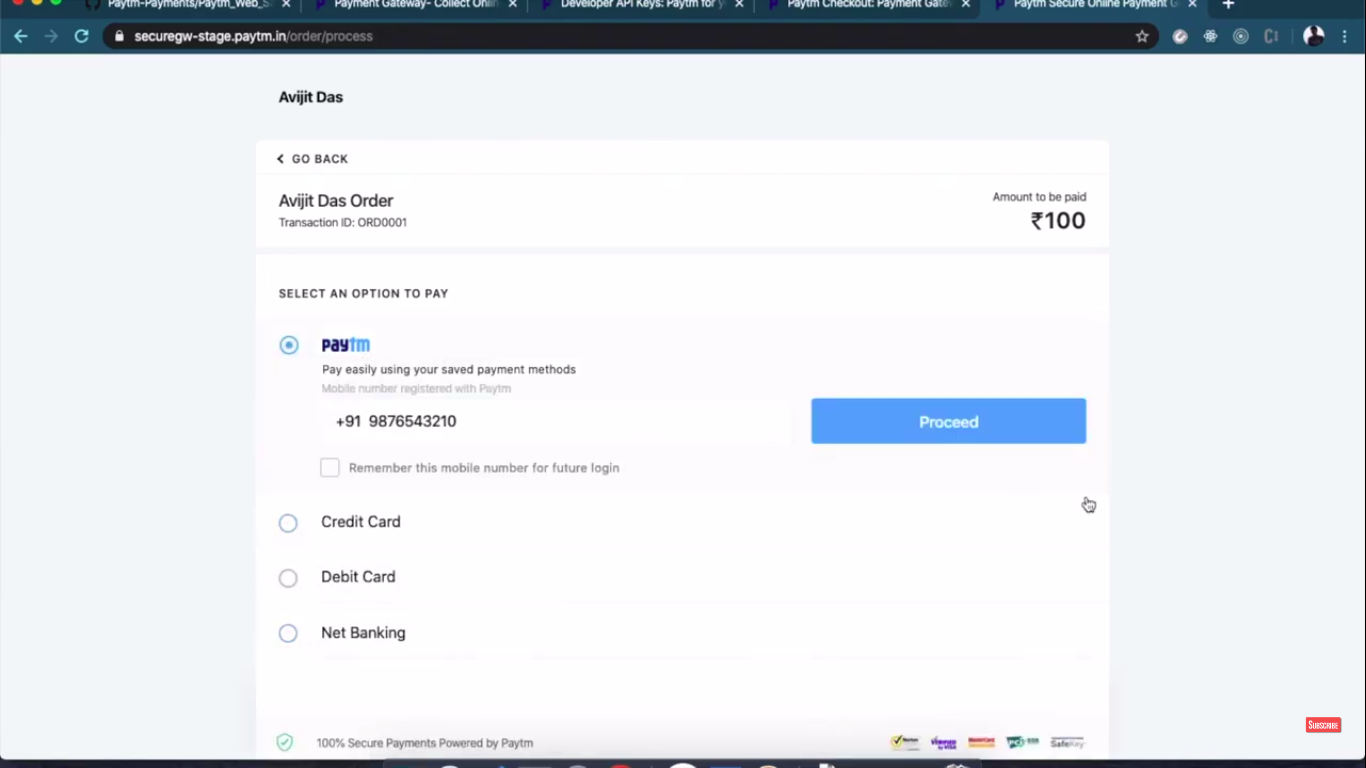 Paytm-Payments/Paytm_Web_S
Payment Gateway- Collect Onlin
Developer API Keys: Paytm for y
Paytm Checkout: Payment Gate
Paytm Secure Online Payment G
securegw-stage.paytm.in/order/process
Avijit Das
GO BACK
Avijit Das Order
Amount to be paid
Transaction ID: ORD0001
₹100
SELECT AN OPTION TO PAY
paytm
Pay easily using your saved payment methods
Mobile number registered with Paytm
+91 9876543210
Proceed
Remember this mobile number for future login
Credit Card
Debit Card
Net Banking
SUBSCRIBE
100% Secure Payments Powered by Paytm
SafeKey